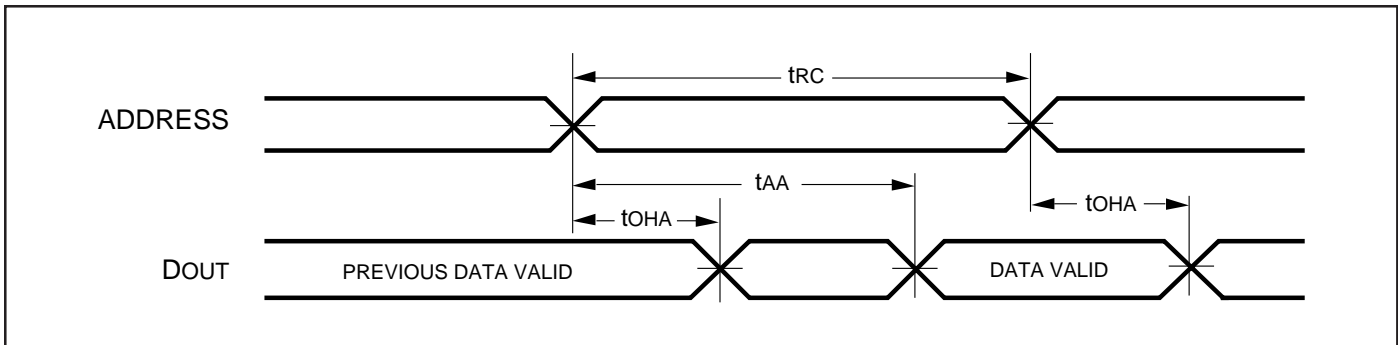 tRC
ADDRESS
tAA
tOHA
tOHA
DOUT
PREVIOUS DATA VALID
DATA VALID